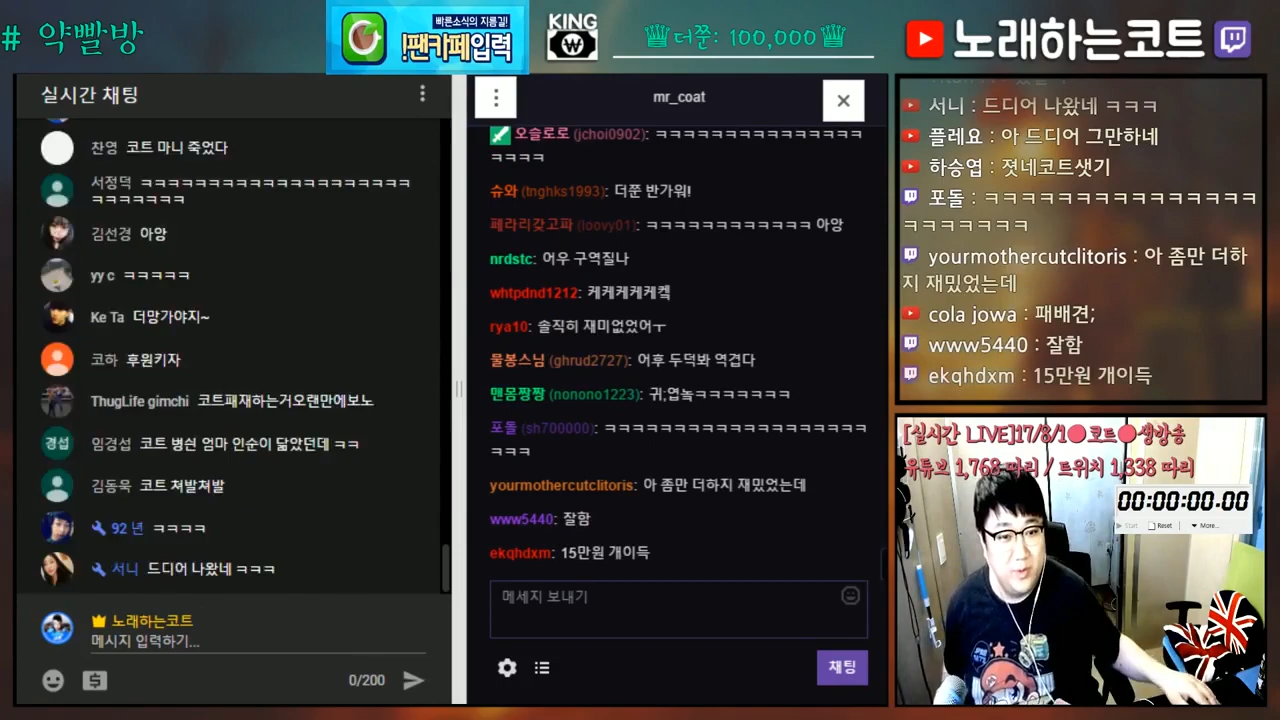 # 약빨방
빠른소식의 지름길!
!팬카페입력
KING
₩
♛더쭌: 100,000♛
노래하는코트
실시간 채팅
찬영 코트 마니 죽었다
서정덕 ㅋㅋㅋㅋㅋㅋㅋㅋㅋㅋㅋㅋㅋㅋㅋㅋㅋㅋㅋ
ㅋㅋㅋㅋㅋㅋㅋ
김선경 아앙
yy c ㅋㅋㅋㅋㅋ
Ke Ta 더망가야지~
코하 후원키자
ThugLife gimchi 코트패재하는거오랜만에보노
경섭
임경섭 코트 병쉰 엄마 인순이 닮았던데 ㅋㅋ
김동욱 코트 쳐발쳐발
92 년 ㅋㅋㅋㅋ
서니 드디어 나왔네 ㅋㅋㅋ
노래하는코트
메시지 입력하기...
0/200
mr_coat
오슬로로 (jchoi0902): ㅋㅋㅋㅋㅋㅋㅋㅋㅋㅋㅋㅋㅋㅋㅋ
ㅋㅋㅋㅋ
슈와 (tnghks1993): 더쭌 반가워!
페라리갖고파 (loovy01): ㅋㅋㅋㅋㅋㅋㅋㅋㅋㅋㅋㅋ 아앙
nrdstc: 어우 구역질나
whtpdnd1212: 케케케케케켘
rya10: 솔직히 재미없었어ㅜ
물봉스님 (ghrud2727): 어후 두덕봐 역겹다
맨몸짱짱 (nonono1223): 귀;엽놐ㅋㅋㅋㅋㅋㅋㅋ
포돌 (sh700000): ㅋㅋㅋㅋㅋㅋㅋㅋㅋㅋㅋㅋㅋㅋㅋㅋㅋㅋㅋ
ㅋㅋㅋ
yourmothercutclitoris: 아 좀만 더하지 재밌었는데
www5440: 잘함
ekqhdxm: 15만원 개이득
메세지 보내기
채팅
서니 : 드디어 나왔네 ㅋㅋㅋ
플레요 : 아 드디어 그만하네
하승엽 : 졋네코트샛기
포돌 : ㅋㅋㅋㅋㅋㅋㅋㅋㅋㅋㅋㅋㅋㅋㅋ
ㅋㅋㅋㅋㅋㅋㅋ
yourmothercutclitoris : 아 좀만 더하
지 재밌었는데
cola jowa : 패배견;
www5440 : 잘함
ekqhdxm : 15만원 개이득
[실시간 LIVE]17/8/1●코트●생방송
유튜브 1,768 따리 / 트위치 1,338 따리
00:00:00.00
Start Reset More...